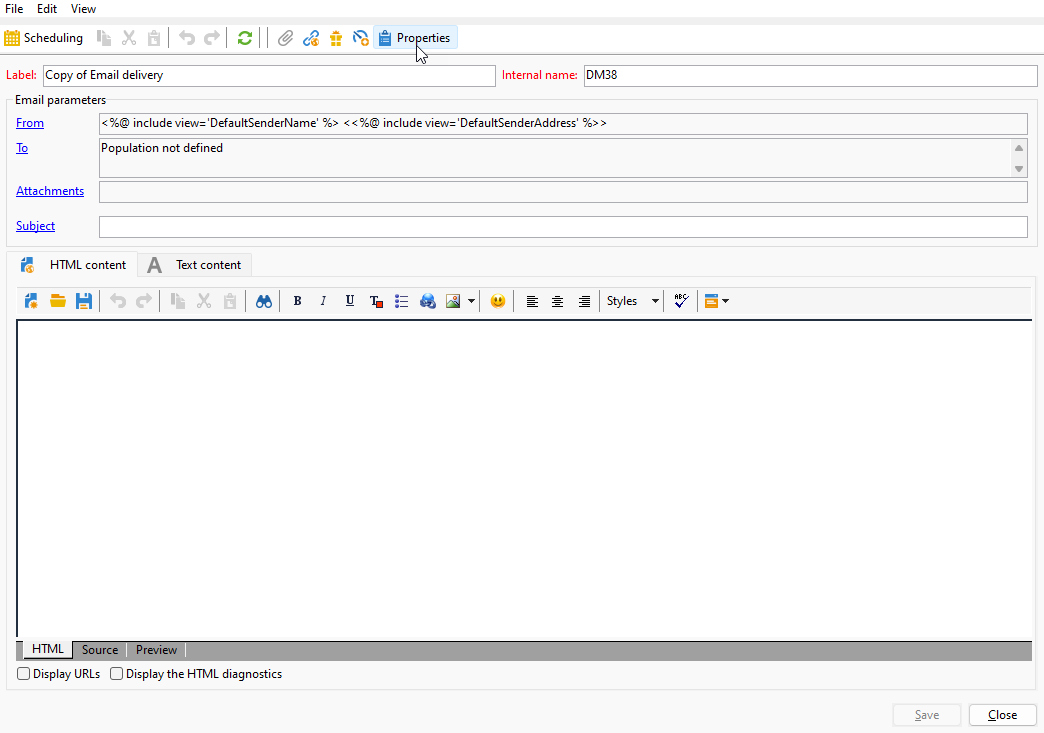 File Edit View
Scheduling Properties
Label: Copy of Email delivery Internal name: DM38
Email parameters
From <%@ include view='DefaultSenderName' %> <<%@ include view='DefaultSenderAddress' %>>
To Population not defined
Attachments
Subject
HTML content A Text content
B I U T Styles ABC
HTML Source Preview
Display URLs Display the HTML diagnostics
Save Close